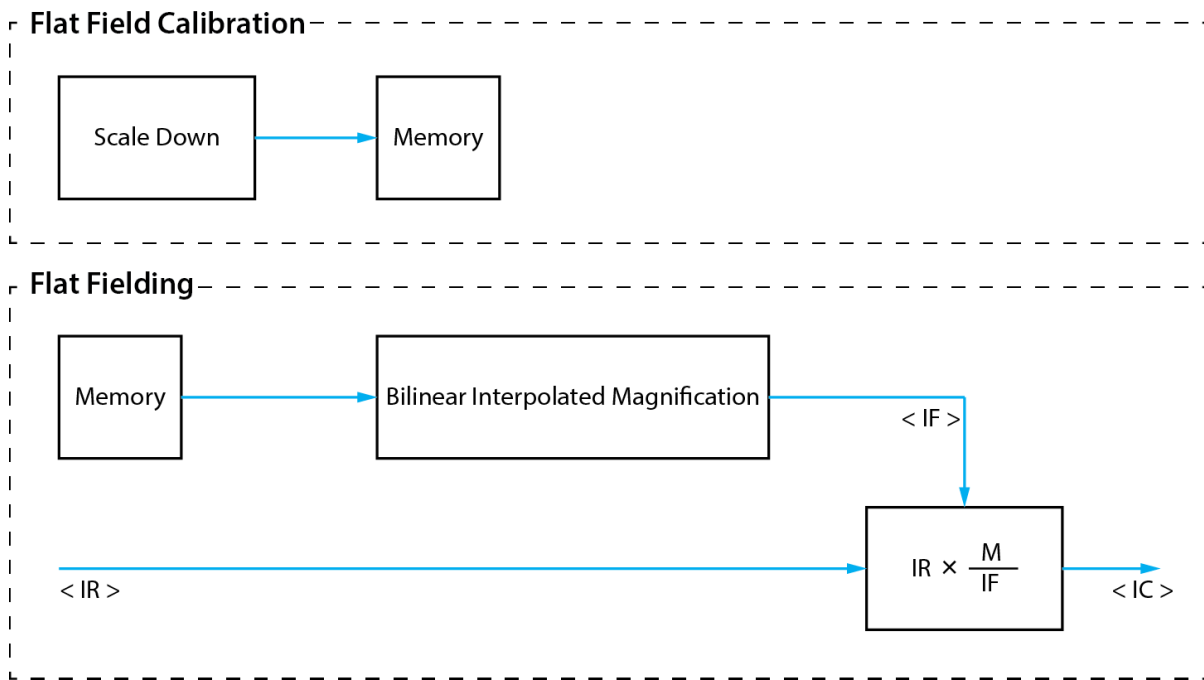 Flat Field Calibration
Scale Down
Memory
Flat Fielding
Memory
Bilinear Interpolated Magnification
< IF >
< IR >
IR × M
IF
< IC >